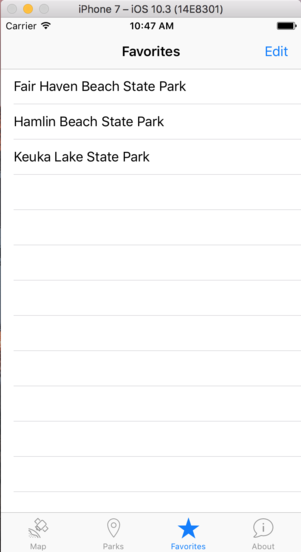 iPhone 7 – iOS 10.3 (14E8301)
Carrier 10:47 AM
Favorites Edit
Fair Haven Beach State Park
Hamlin Beach State Park
Keuka Lake State Park
Map Parks Favorites About